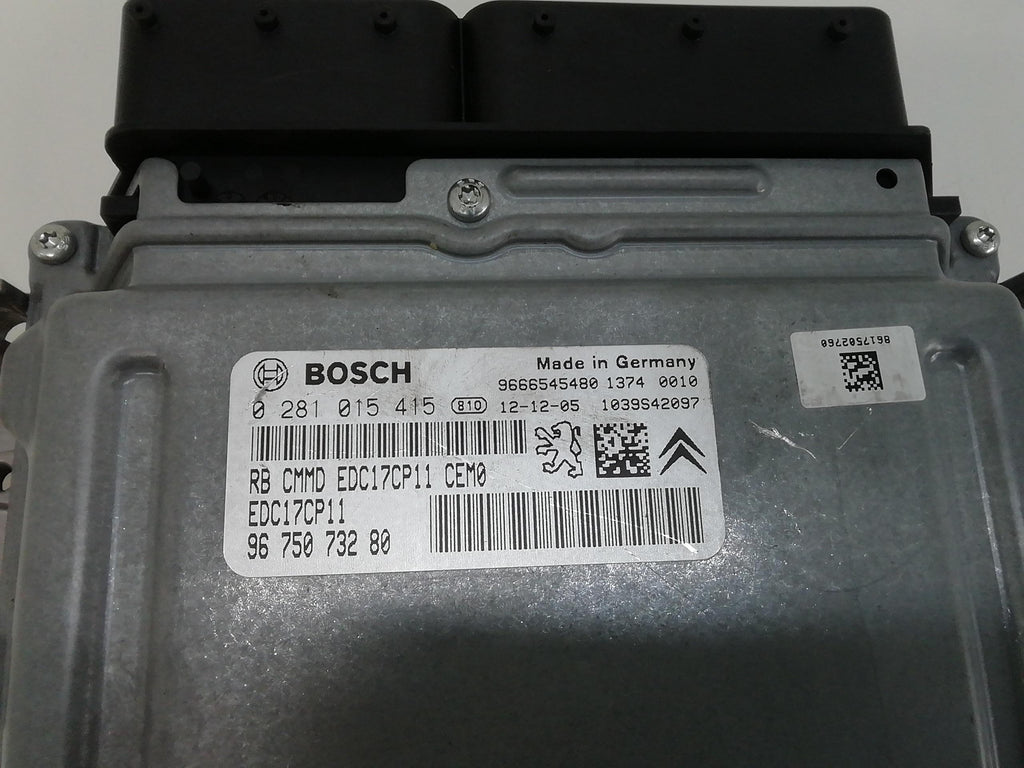 BOSCH
Made in Germany
9666545480 1374 0010
0 281 015 415 810 12-12-05 1039S42097
RB CMMD EDC17CP11 CEM0
EDC17CP11
96 750 732 80
8617502760